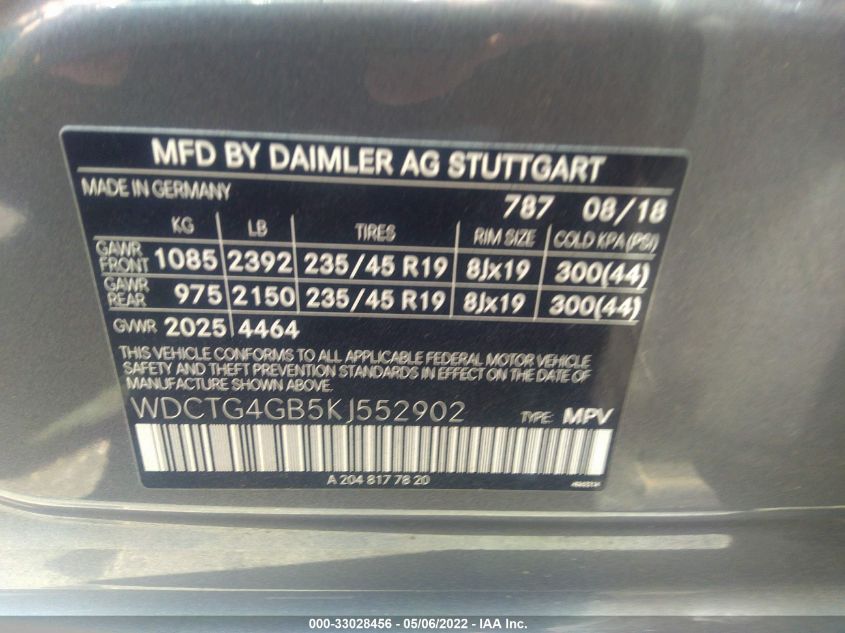 MFD BY DAIMLER AG STUTTGART
MADE IN GERMANY 787 08/18
KG LB TIRES RIM SIZE COLD KPA (PSI)
GAWR FRONT 1085 2392 235/45 R19 8Jx19 300(44)
GAWR REAR 975 2150 235/45 R19 8Jx19 300(44)
GVWR 2025 4464
THIS VEHICLE CONFORMS TO ALL APPLICABLE FEDERAL MOTOR VEHICLE
SAFETY AND THEFT PREVENTION STANDARDS IN EFFECT ON THE DATE OF
MANUFACTURE SHOWN ABOVE.
WDCTG4GB5KJ552902 TYPE: MPV
A 204 817 78 20
000-33028456 - 05/06/2022 - IAA Inc.